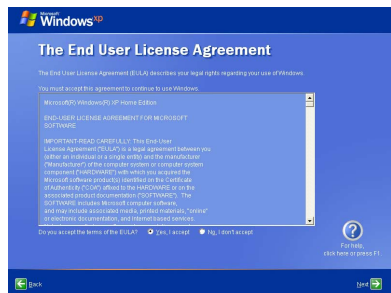 Microsoft
Windows xp
The End User License Agreement
The End User License Agreement (EULA) describes your legal rights regarding your use of Windows
You must accept this agreement to continue to use Windows.
Microsoft(R) Windows(R) XP Home Edition
END-USER LICENSE AGREEMENT FOR MICROSOFT
SOFTWARE
IMPORTANT-READ CAREFULLY: This End-User
License Agreement ("EULA") is a legal agreement between you
(either an individual or a single entity) and the manufacturer
("Manufacturer") of the computer system or computer system
component ("HARDWARE") with which you acquired the
Microsoft software product(s) identified on the Certificate
of Authenticity ("COA") affixed to the HARDWARE or on the
associated product documentation ("SOFTWARE"). The
SOFTWARE includes Microsoft computer software,
and may include associated media, printed materials, "online"
or electronic documentation, and Internet based services.
Do you accept the terms of the EULA? Yes, I accept No, I don't accept
For help,
click here or press F1.
Back
Next